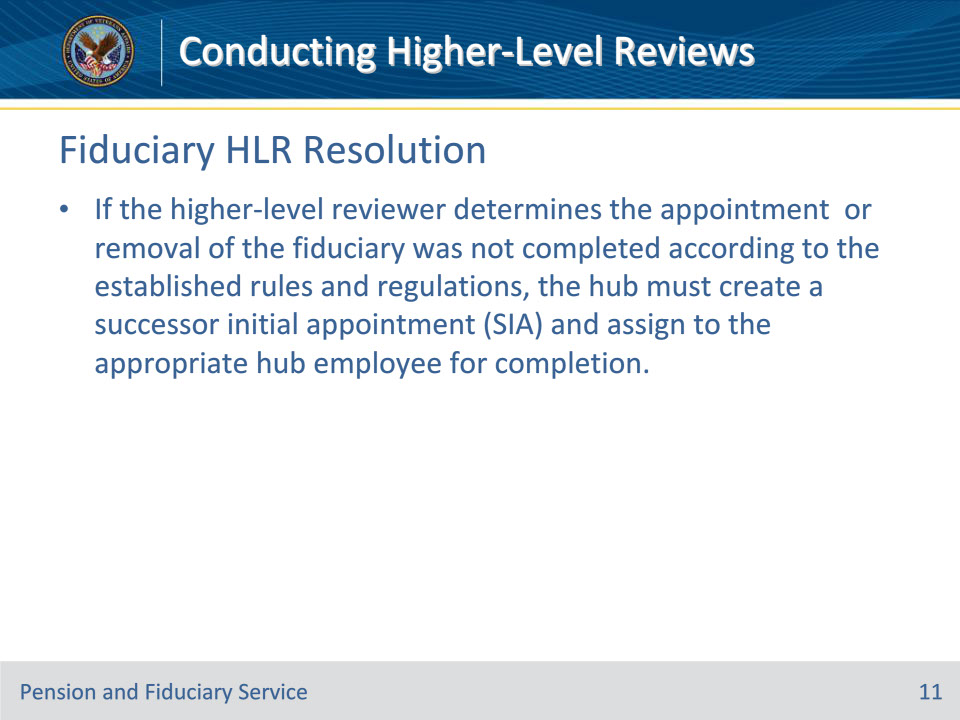 Conducting Higher-Level Reviews
Fiduciary HLR Resolution
• If the higher-level reviewer determines the appointment  or
removal of the fiduciary was not completed according to the
established rules and regulations, the hub must create a
successor initial appointment (SIA) and assign to the
appropriate hub employee for completion.
Pension and Fiduciary Service
11